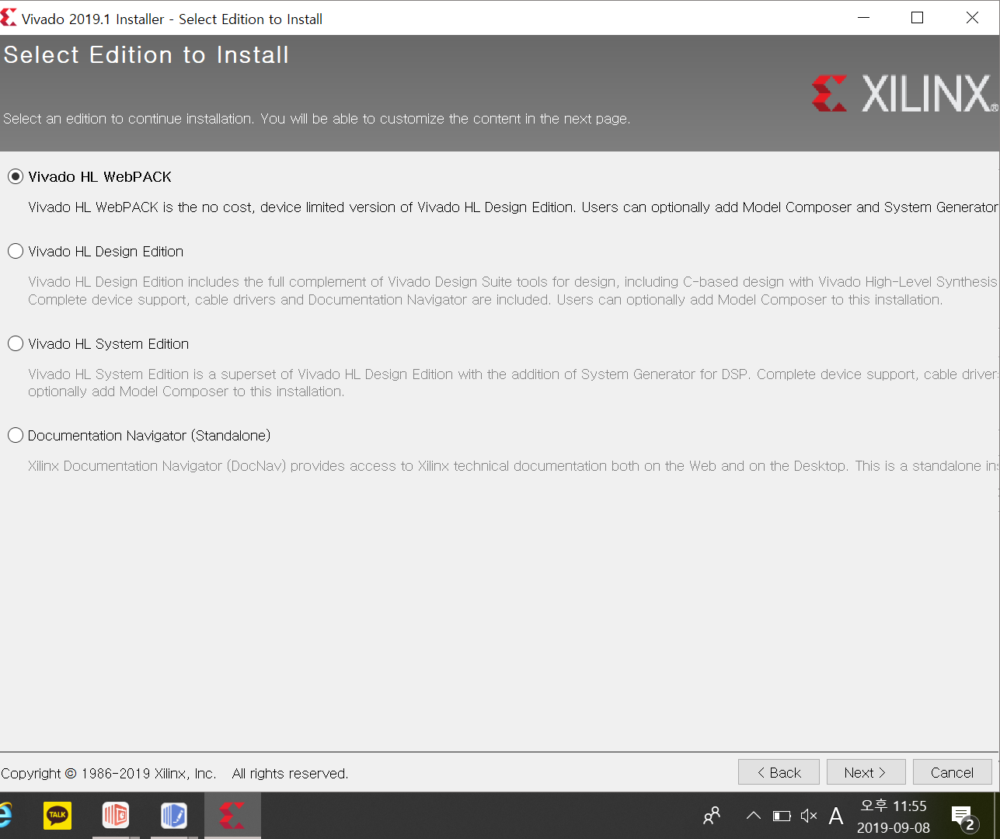 Vivado 2019.1 Installer - Select Edition to Install
Select Edition to Install
XILINX®
Select an edition to continue installation. You will be able to customize the content in the next page.
Vivado HL WebPACK
Vivado HL WebPACK is the no cost, device limited version of Vivado HL Design Edition. Users can optionally add Model Composer and System Generator
Vivado HL Design Edition
Vivado HL Design Edition includes the full complement of Vivado Design Suite tools for design, including C-based design with Vivado High-Level Synthesis
Complete device support, cable drivers and Documentation Navigator are included. Users can optionally add Model Composer to this installation.
Vivado HL System Edition
Vivado HL System Edition is a superset of Vivado HL Design Edition with the addition of System Generator for DSP. Complete device support, cable driver
optionally add Model Composer to this installation.
Documentation Navigator (Standalone)
Xilinx Documentation Navigator (DocNav) provides access to Xilinx technical documentation both on the Web and on the Desktop. This is a standalone
Copyright © 1986-2019 Xilinx, Inc. All rights reserved.
< Back
Next >
Cancel
TALK
A
오후 11:55
2019-09-08
2